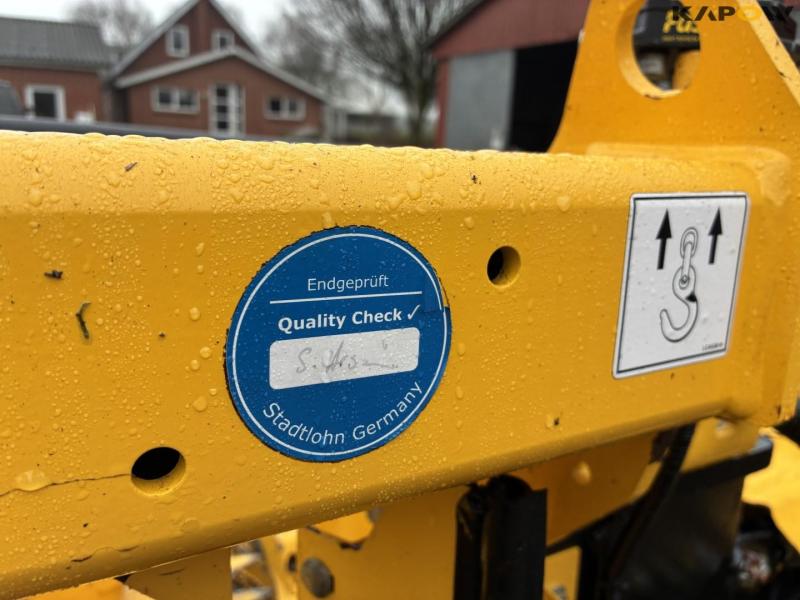 KAPOW
Endgeprüft
Quality Check ✓
Stadtlohn Germany